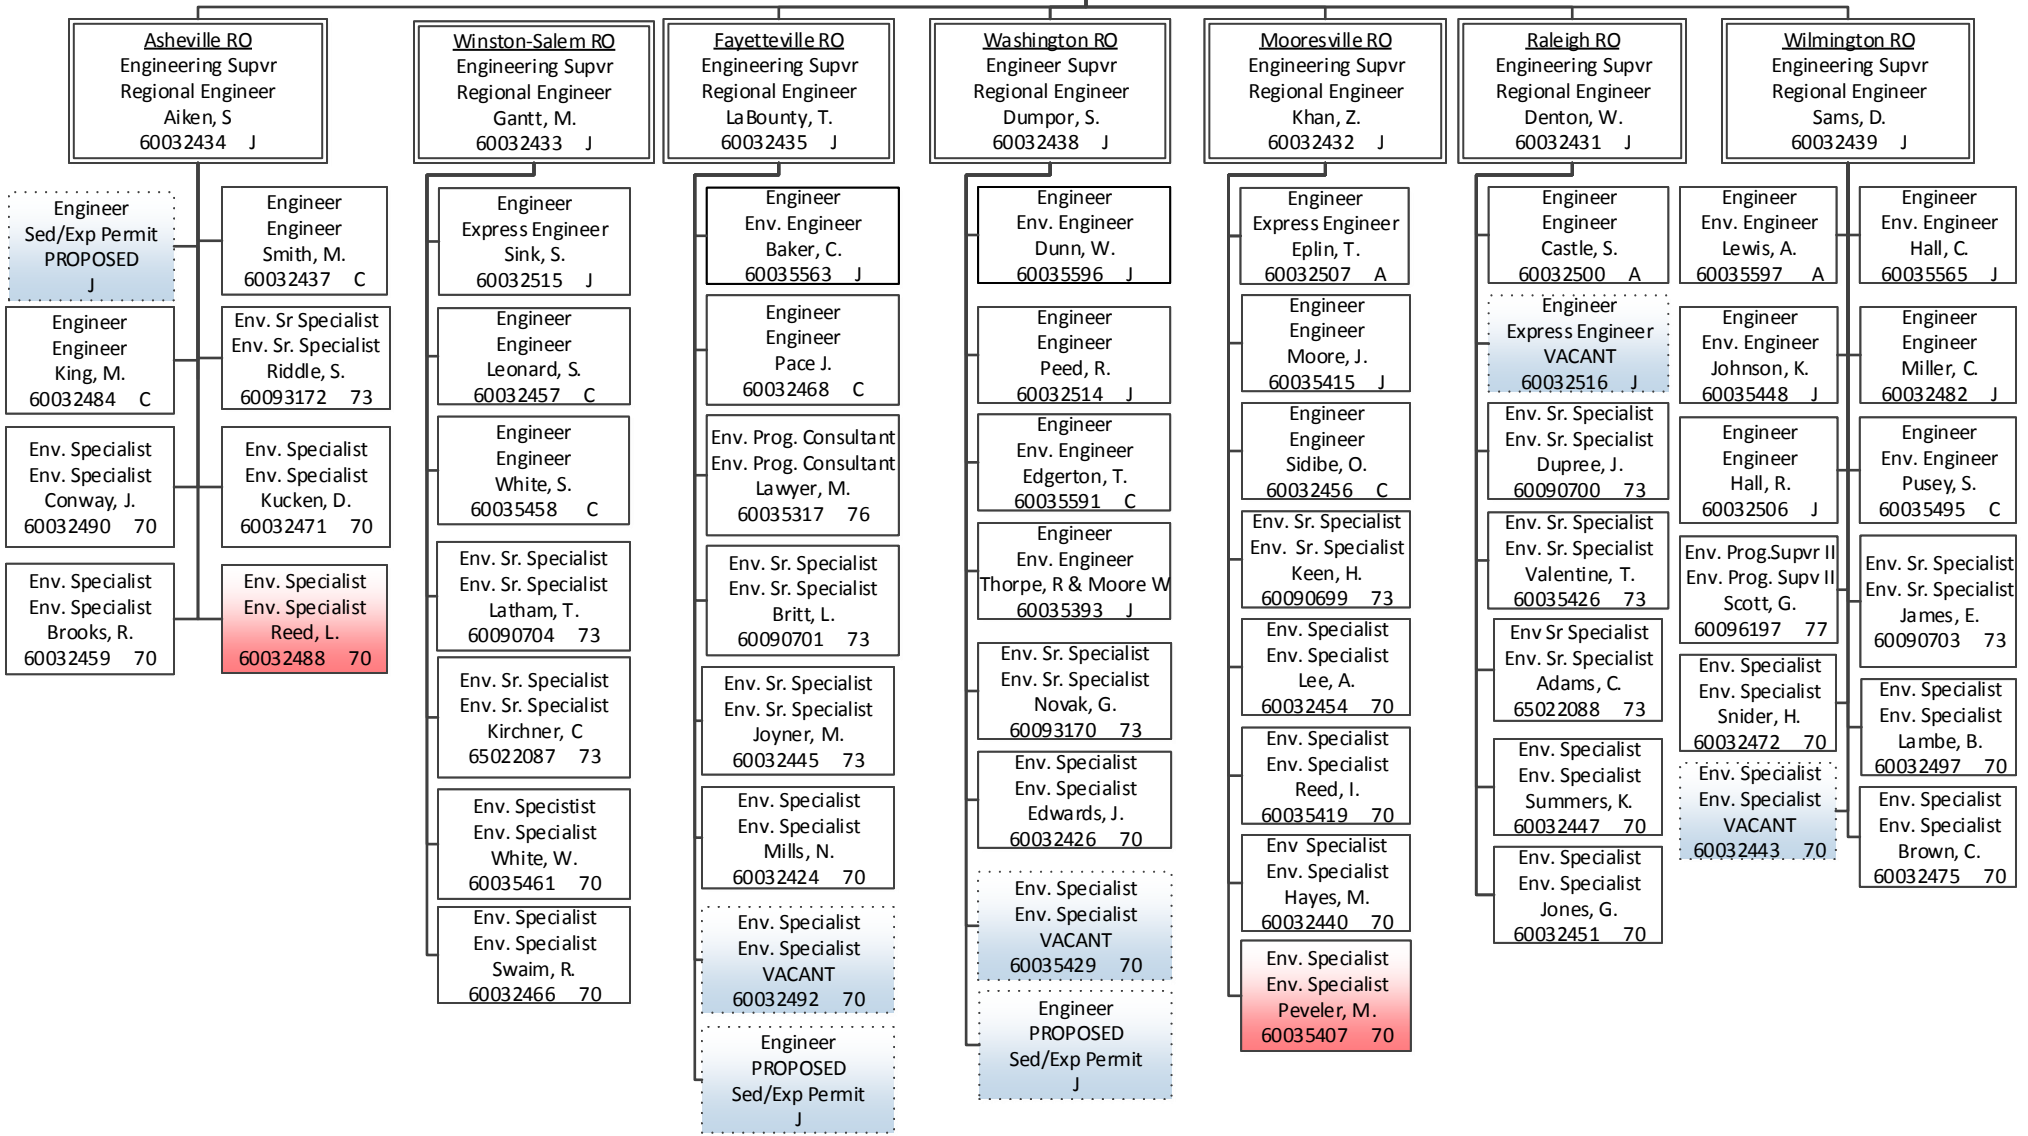 Asheville RO
Engineering Supvr
Regional Engineer
Aiken, S
60032434 J
Engineer
Sed/Exp Permit
PROPOSED
J
Engineer
Engineer
Smith, M.
60032437 C
Engineer
Engineer
King, M.
60032484 C
Env. Sr Specialist
Env. Sr. Specialist
Riddle, S.
60093172 73
Env. Specialist
Env. Specialist
Conway, J.
60032490 70
Env. Specialist
Env. Specialist
Kucken, D.
60032471 70
Env. Specialist
Env. Specialist
Brooks, R.
60032459 70
Env. Specialist
Env. Specialist
Reed, L.
60032488 70
Winston-Salem RO
Engineering Supvr
Regional Engineer
Gantt, M.
60032433 J
Engineer
Express Engineer
Sink, S.
60032515 J
Engineer
Engineer
Leonard, S.
60032457 C
Engineer
Engineer
White, S.
60035458 C
Env. Sr. Specialist
Env. Sr. Specialist
Latham, T.
60090704 73
Env. Sr. Specialist
Env. Sr. Specialist
Kirchner, C
65022087 73
Env. Specistist
Env. Specialist
White, W.
60035461 70
Env. Specialist
Env. Specialist
Swaim, R.
60032466 70
Fayetteville RO
Engineering Supvr
Regional Engineer
LaBounty, T.
60032435 J
Engineer
Env. Engineer
Baker, C.
60035563 J
Engineer
Engineer
Pace J.
60032468 C
Env. Prog. Consultant
Env. Prog. Consultant
Lawyer, M.
60035317 76
Env. Sr. Specialist
Env. Sr. Specialist
Britt, L.
60090701 73
Env. Sr. Specialist
Env. Sr. Specialist
Joyner, M.
60032445 73
Env. Specialist
Env. Specialist
Mills, N.
60032424 70
Env. Specialist
Env. Specialist
VACANT
60032492 70
Engineer
PROPOSED
Sed/Exp Permit
J
Washington RO
Engineer Supvr
Regional Engineer
Dumpor, S.
60032438 J
Engineer
Env. Engineer
Dunn, W.
60035596 J
Engineer
Engineer
Peed, R.
60032514 J
Engineer
Env. Engineer
Edgerton, T.
60035591 C
Engineer
Env. Engineer
Thorpe, R & Moore W
60035393 J
Env. Sr. Specialist
Env. Sr. Specialist
Novak, G.
60093170 73
Env. Specialist
Env. Specialist
Edwards, J.
60032426 70
Env. Specialist
Env. Specialist
VACANT
60035429 70
Engineer
PROPOSED
Sed/Exp Permit
J
Mooresville RO
Engineering Supvr
Regional Engineer
Khan, Z.
60032432 J
Engineer
Express Engineer
Eplin, T.
60032507 A
Engineer
Engineer
Moore, J.
60035415 J
Engineer
Engineer
Sidibe, O.
60032456 C
Env. Sr. Specialist
Env. Sr. Specialist
Keen, H.
60090699 73
Env. Specialist
Env. Specialist
Lee, A.
60032454 70
Env. Specialist
Env. Specialist
Reed, I.
60035419 70
Env Specialist
Env. Specialist
Hayes, M.
60032440 70
Env. Specialist
Env. Specialist
Peveler, M.
60035407 70
Raleigh RO
Engineering Supvr
Regional Engineer
Denton, W.
60032431 J
Engineer
Engineer
Castle, S.
60032500 A
Engineer
Express Engineer
VACANT
60032516 J
Env. Sr. Specialist
Env. Sr. Specialist
Dupree, J.
60090700 73
Env. Sr. Specialist
Env. Sr. Specialist
Valentine, T.
60035426 73
Env Sr Specialist
Env. Sr. Specialist
Adams, C.
65022088 73
Env. Specialist
Env. Specialist
Summers, K.
60032447 70
Env. Specialist
Env. Specialist
Jones, G.
60032451 70
Wilmington RO
Engineering Supvr
Regional Engineer
Sams, D.
60032439 J
Engineer
Env. Engineer
Lewis, A.
60035597 A
Engineer
Env. Engineer
Hall, C.
60035565 J
Engineer
Env. Engineer
Johnson, K.
60035448 J
Engineer
Engineer
Miller, C.
60032482 J
Engineer
Engineer
Hall, R.
60032506 J
Engineer
Env. Engineer
Pusey, S.
60035495 C
Env. Prog.Supvr II
Env. Prog. Supv II
Scott, G.
60096197 77
Env. Sr. Specialist
Env. Sr. Specialist
James, E.
60090703 73
Env. Specialist
Env. Specialist
Snider, H.
60032472 70
Env. Specialist
Env. Specialist
Lambe, B.
60032497 70
Env. Specialist
Env. Specialist
VACANT
60032443 70
Env. Specialist
Env. Specialist
Brown, C.
60032475 70